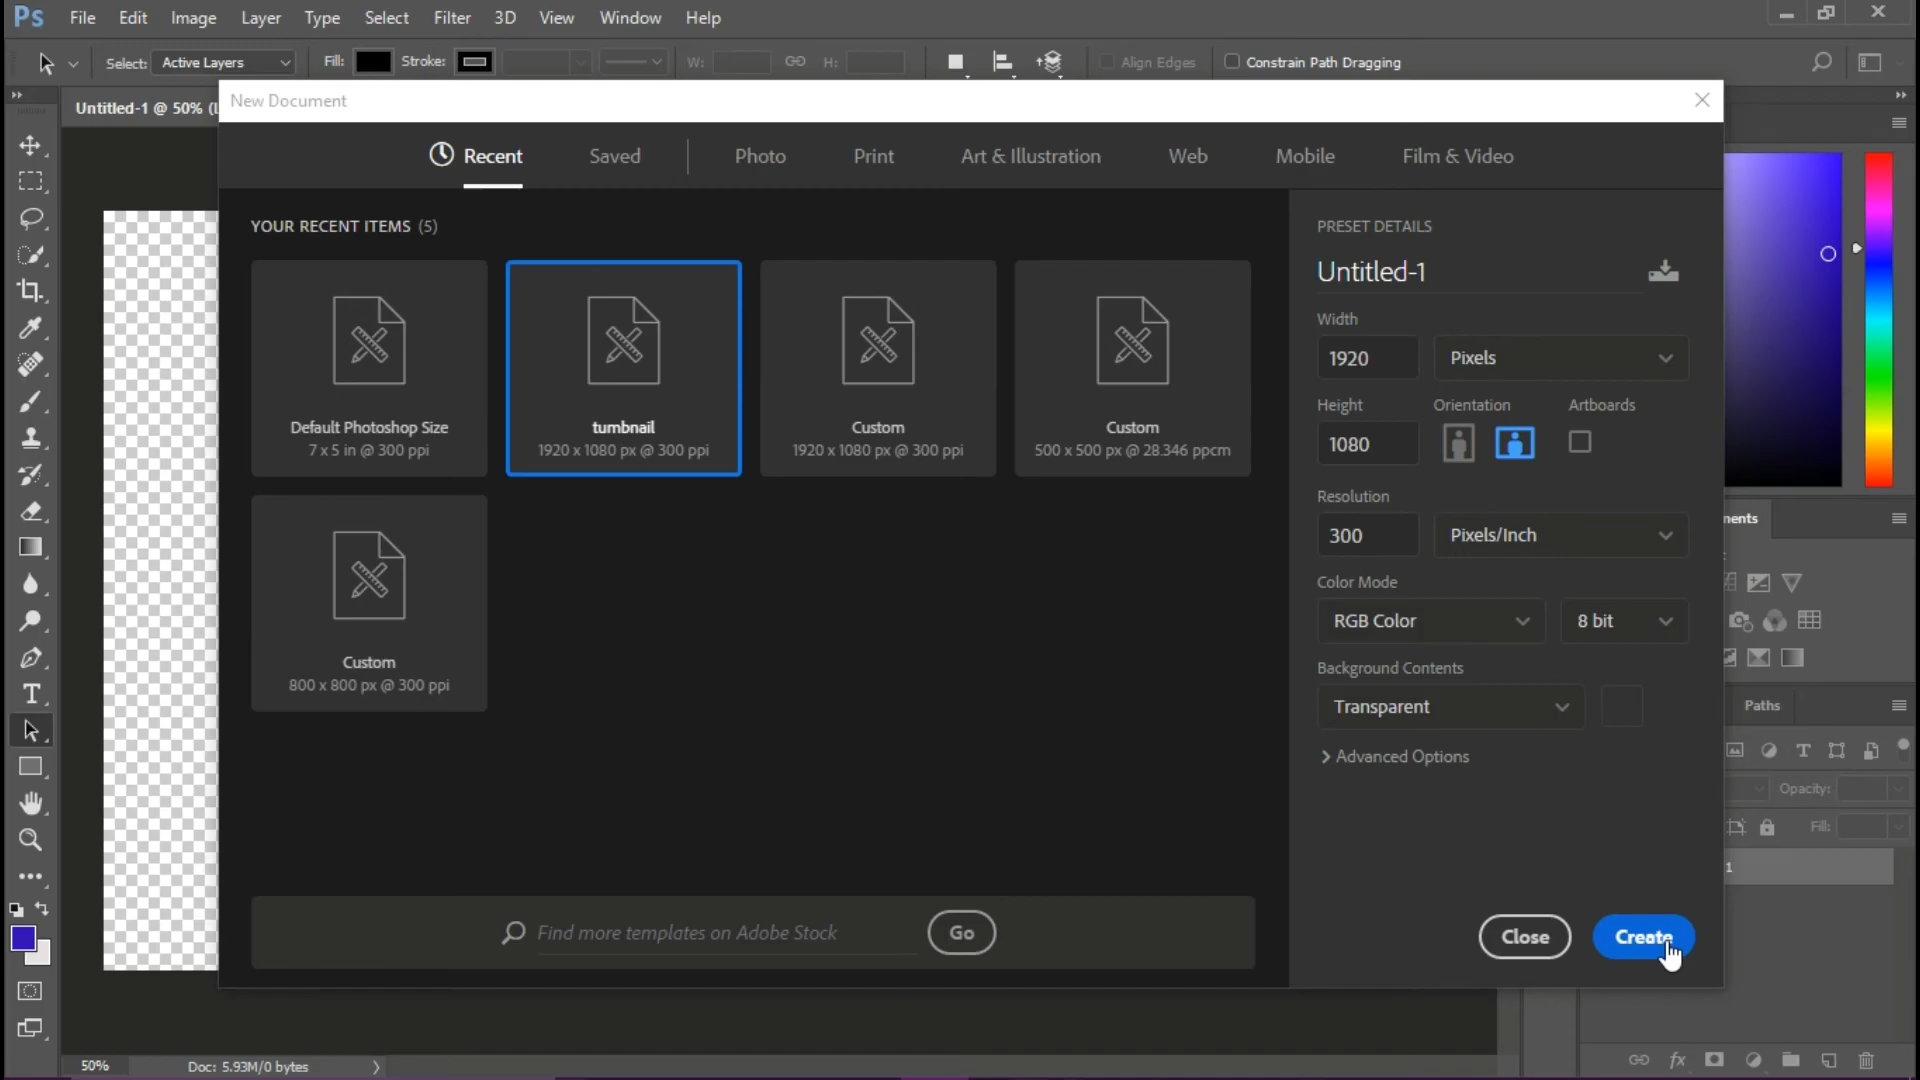 Ps File Edit Image Layer Type Select Filter 3D View Window Help
Select: Active Layers Fill: Stroke: W: H: Align Edges Constrain Path Dragging
Untitled-1 @ 50% (
New Document
Recent Saved Photo Print Art & Illustration Web Mobile Film & Video
YOUR RECENT ITEMS (5)
Default Photoshop Size
7 x 5 in @ 300 ppi
tumbnail
1920 x 1080 px @ 300 ppi
Custom
1920 x 1080 px @ 300 ppi
Custom
500 x 500 px @ 28.346 ppcm
Custom
800 x 800 px @ 300 ppi
Find more templates on Adobe Stock Go
PRESET DETAILS
Untitled-1
Width
1920 Pixels
Height Orientation Artboards
1080
Resolution
300 Pixels/Inch
Color Mode
RGB Color 8 bit
Background Contents
Transparent
Advanced Options
Close Create
ments
Paths
Opacity:
Fill:
1
fx
50% Doc: 5.93M/0 bytes